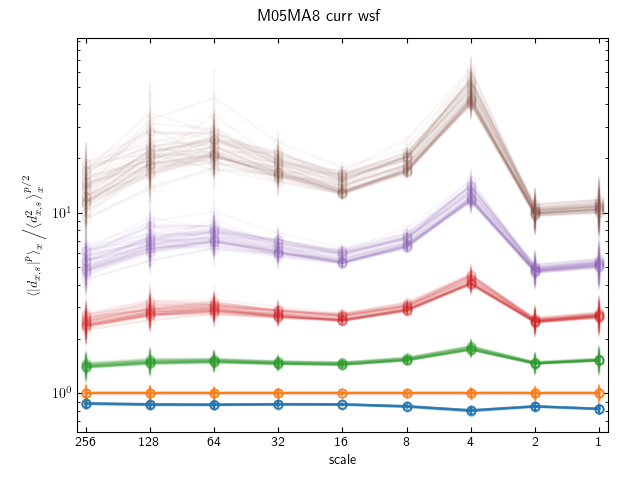 M05MA8 curr wsf
⟨|d_{x,s}|^p⟩_x / ⟨d^2_{x,s}⟩_x^{p/2}
10^1
10^0
256 128 64 32 16 8 4 2 1
scale